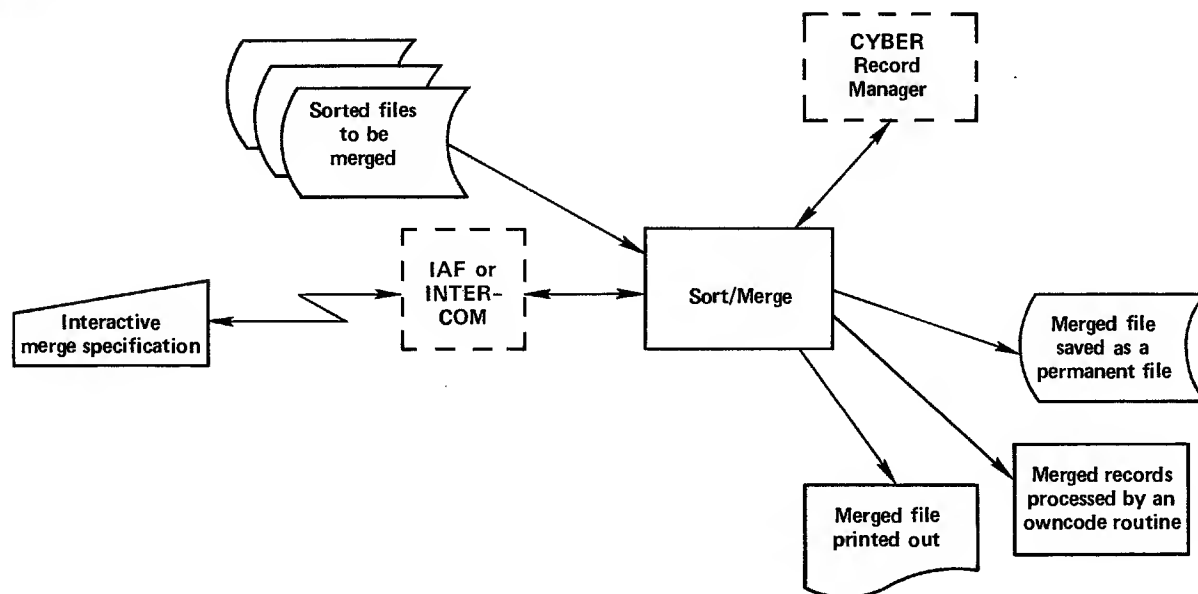 CYBER
Record
Manager
Sorted files
to be
merged
IAF or
INTER-
COM
Sort/Merge
Interactive
merge specification
Merged file
saved as a
permanent file
Merged records
processed by an
owncode routine
Merged file
printed out